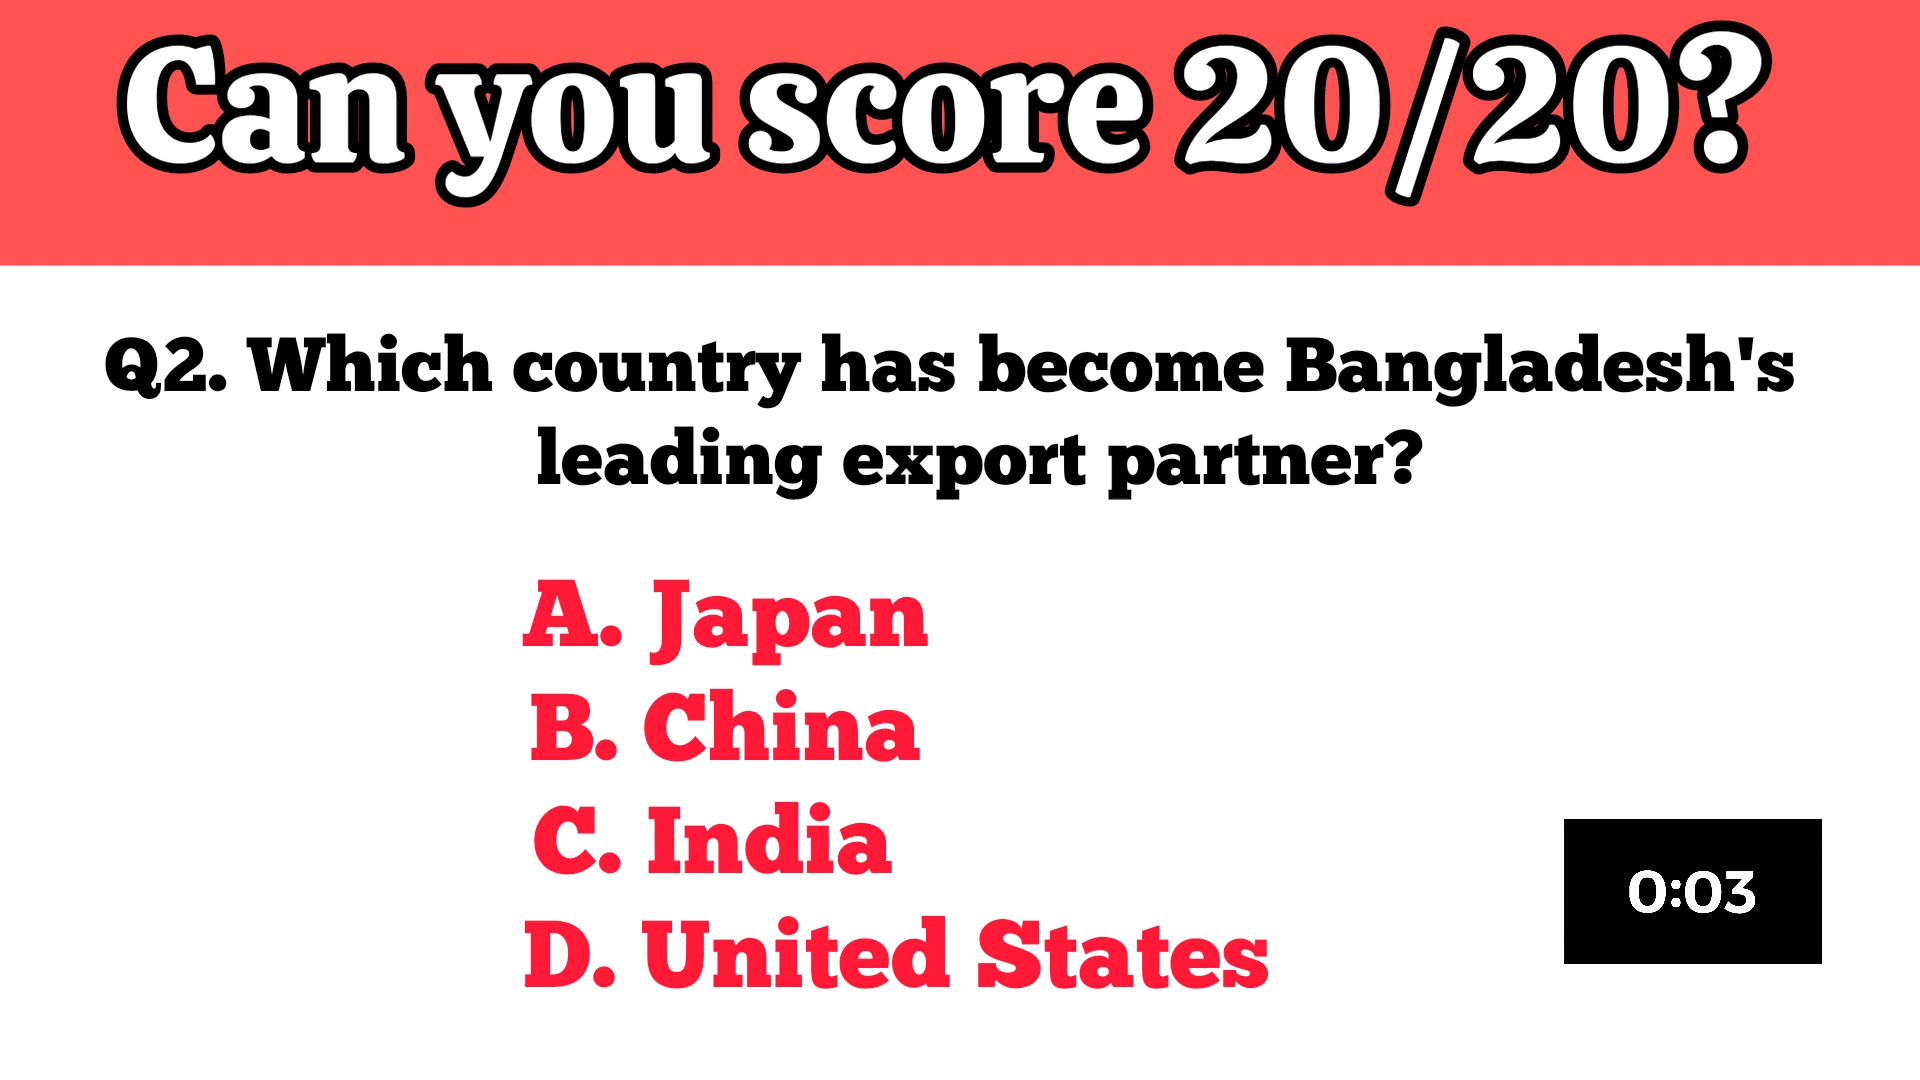 Can you score 20/20?
Q2. Which country has become Bangladesh's
leading export partner?
A. Japan
B. China
C. India
D. United States
0:03